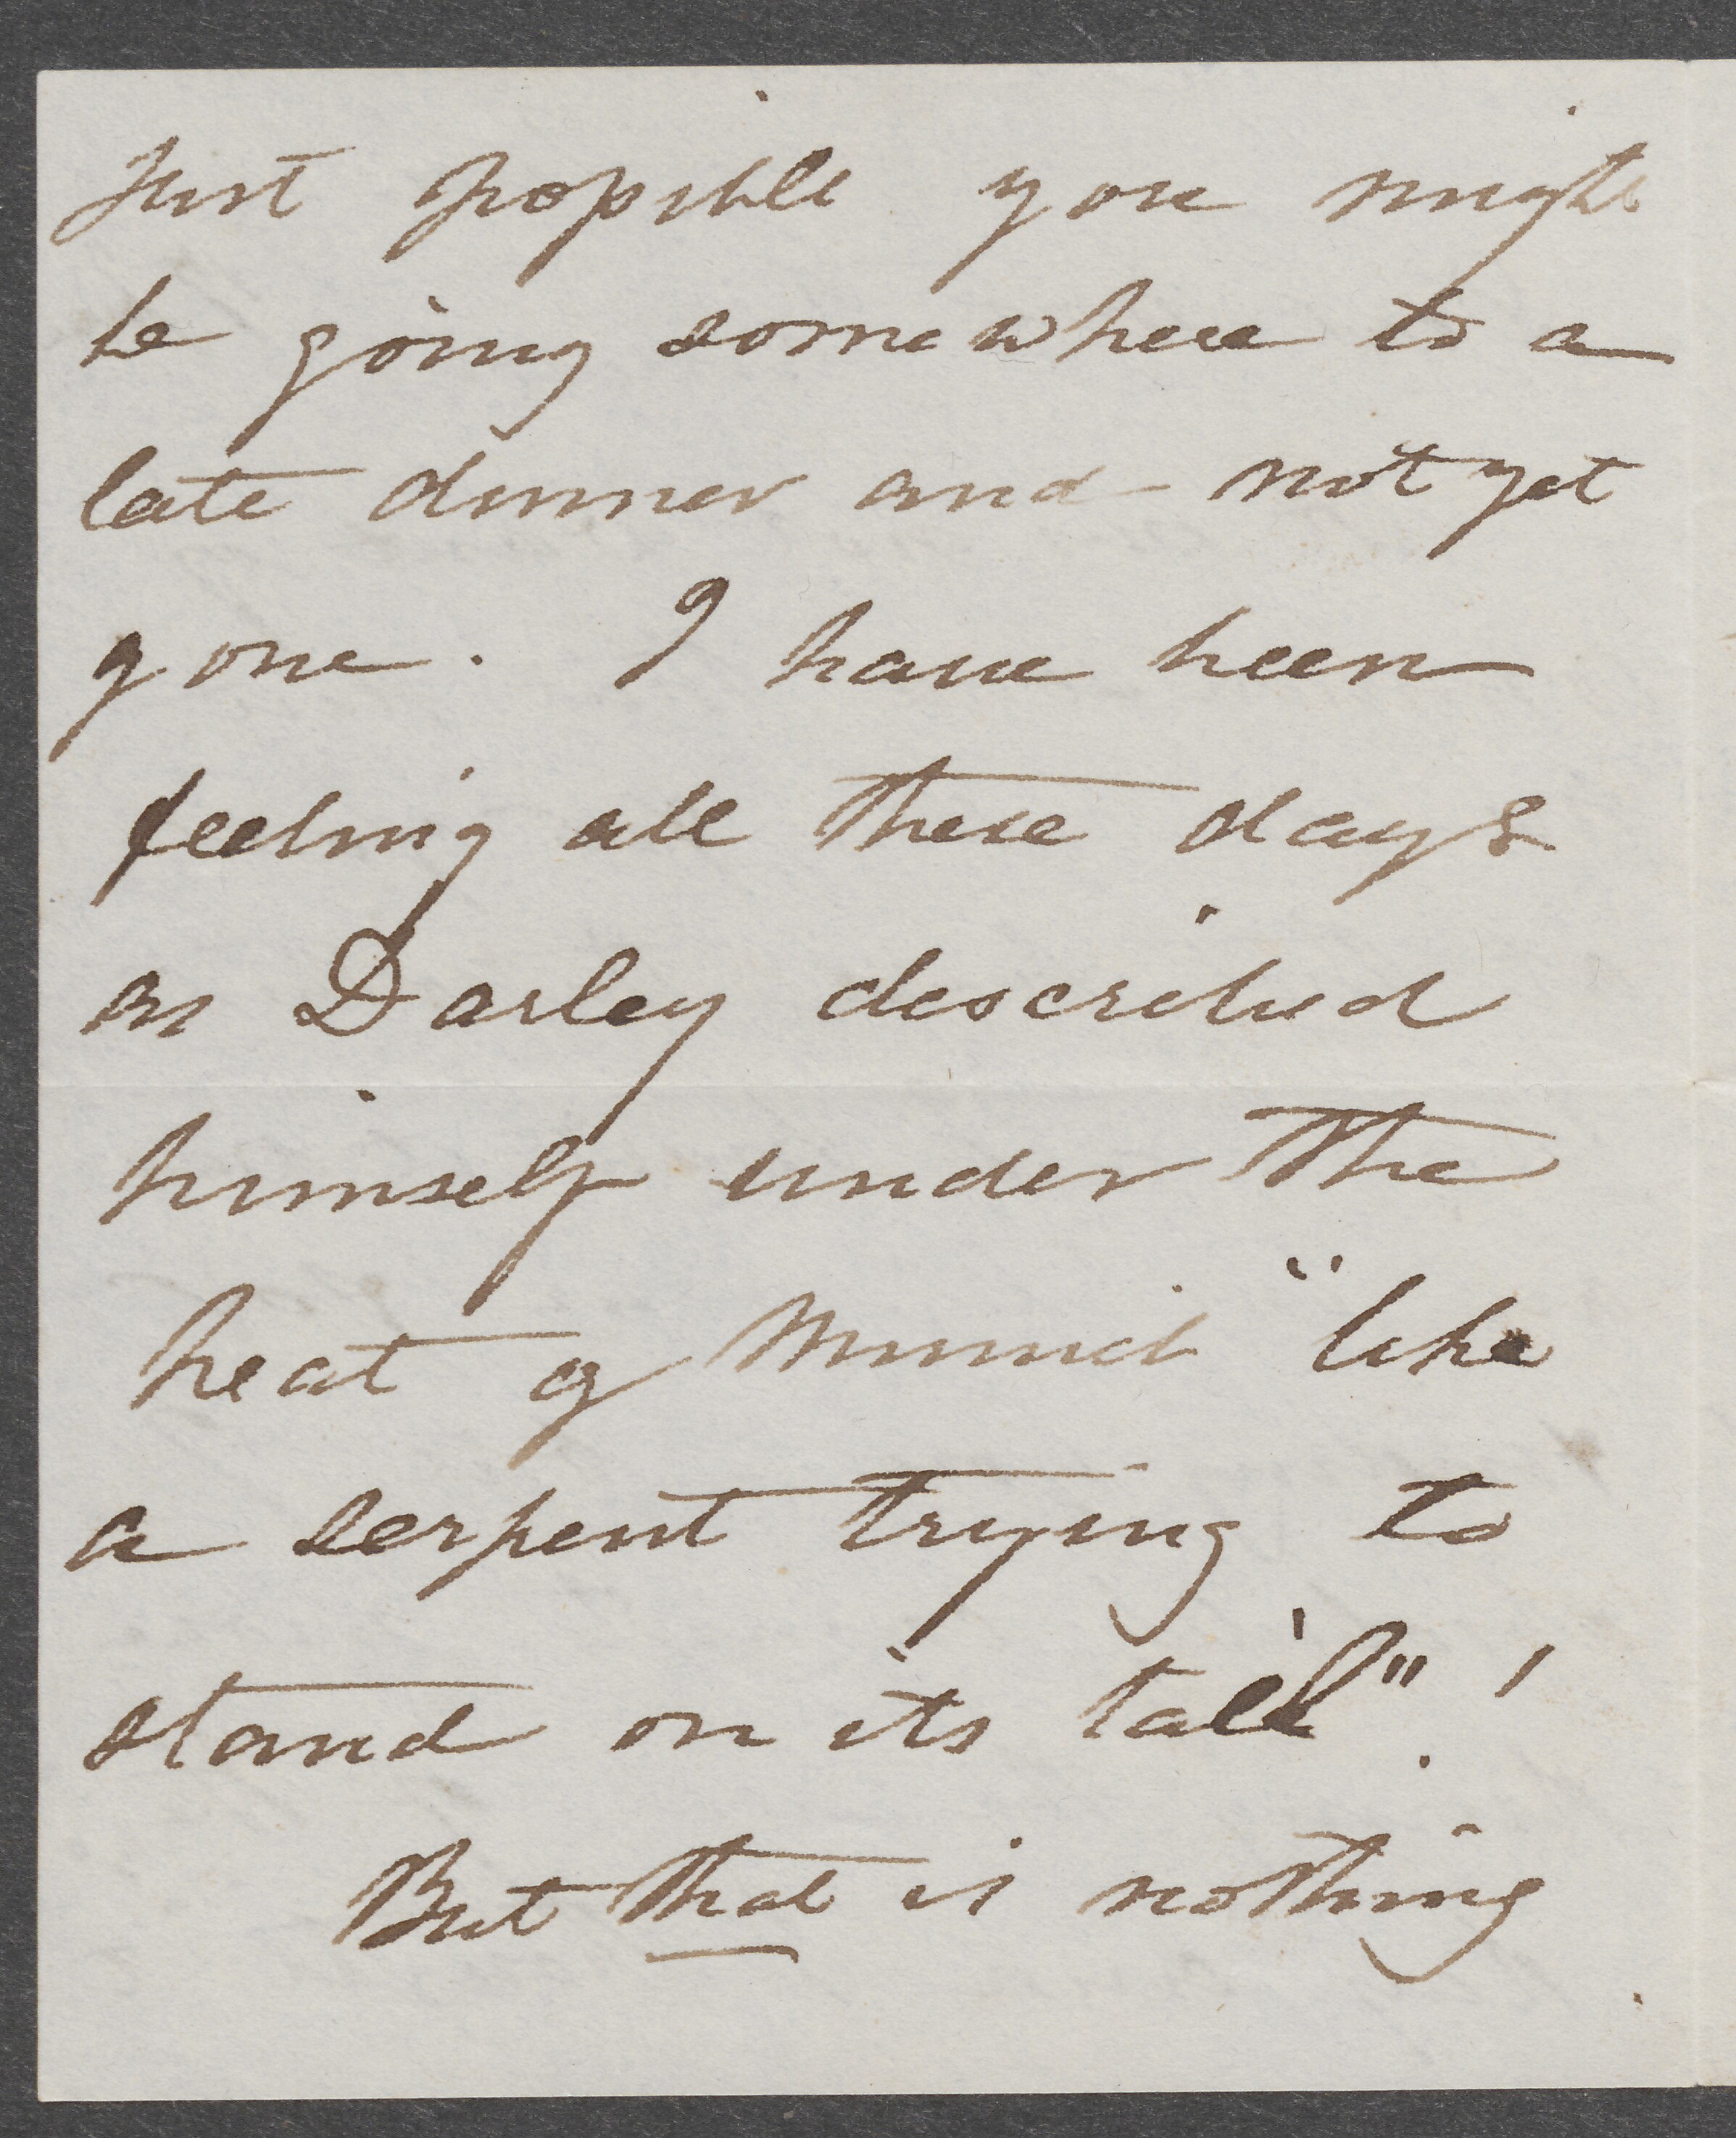 Just possible you might
be going somewhere to a
late dinner and not yet
gone. I have been
feeling all these days
as Darley described
himself under the
heat of Munich "like
a serpent trying to
stand on its tail"!
But that is nothing